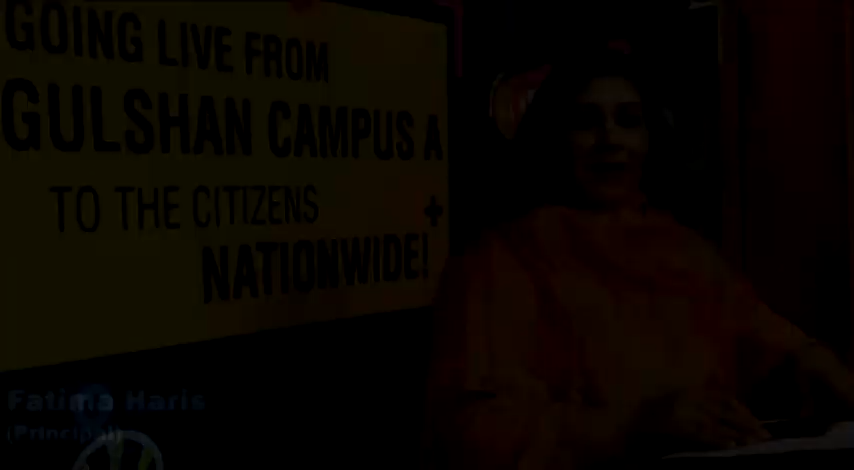 GOING LIVE FROM
GULSHAN CAMPUS A
TO THE CITIZENS +
NATIONWIDE!
Fatima Haris
(Principal)